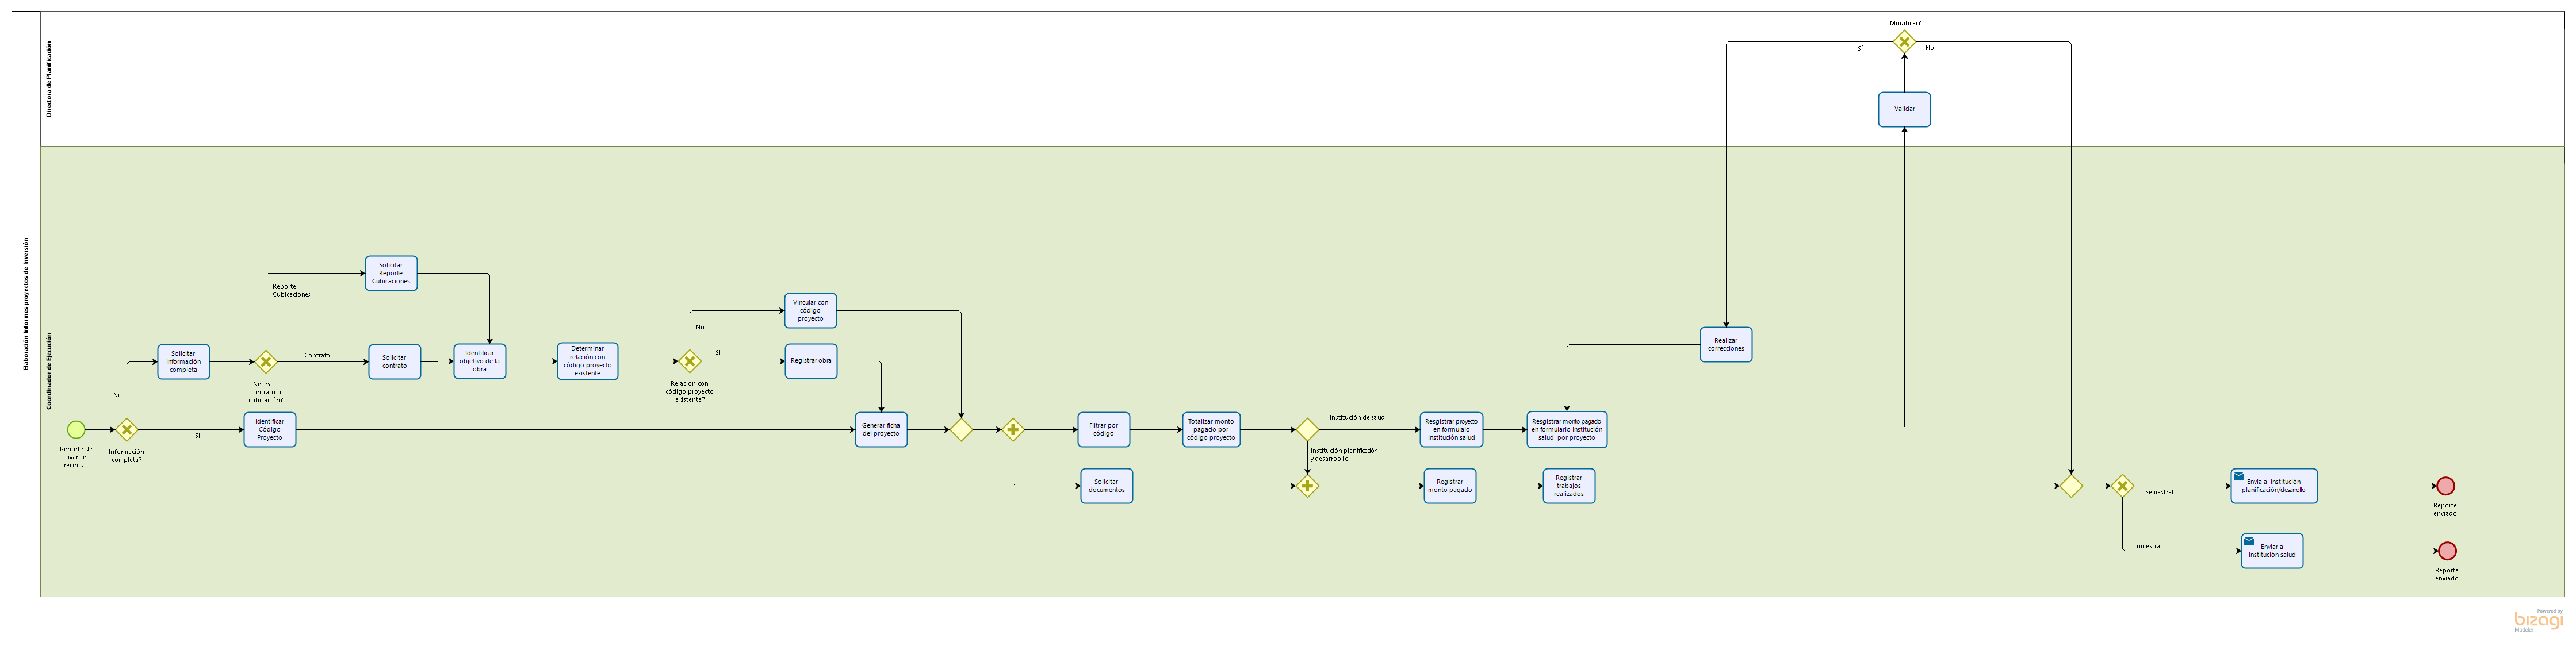 Elaboración informes proyectos de Inversión
Directora de Planificación
Modificar?
Sí
No
Validar
Coordinador de Ejecución
Reporte de
avance
recibido
Información
completa?
No
Si
Solicitar
información
completa
Identificar
Código
Proyecto
Necesita
contrato o
cubicación?
Reporte
Cubicaciones
Contrato
Solicitar
Reporte
Cubicaciones
Solicitar
contrato
Identificar
objetivo de la
obra
Determinar
relación con
código proyecto
existente
Relacion con
código proyecto
existente?
No
Si
Vincular con
código
proyecto
Registrar obra
Generar ficha
del proyecto
Filtrar por
código
Solicitar
documentos
Totalizar monto
pagado por
código proyecto
Institución de salud
Institución planificación
y desarroollo
Resgistrar proyecto
en formulaio
institución salud
Resgistrar monto pagado
en formulario institución
salud por proyecto
Registrar
monto pagado
Registrar
trabajos
realizados
Realizar
correcciones
Semestral
Trimestral
Envia a institución
planificación/desarrollo
Enviar a
institución salud
Reporte
enviado
Reporte
enviado
Powered by
bizagi
Modeler